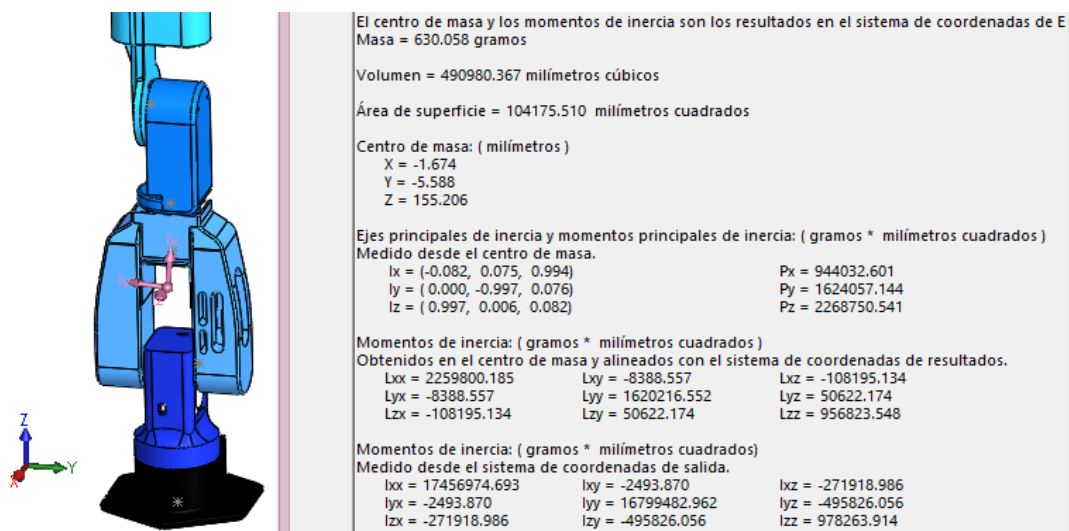 El centro de masa y los momentos de inercia son los resultados en el sistema de coordenadas de E
Masa = 630.058 gramos
Volumen = 490980.367 milímetros cúbicos
Área de superficie = 104175.510 milímetros cuadrados
Centro de masa: ( milímetros )
X = -1.674
Y = -5.588
Z = 155.206
Ejes principales de inercia y momentos principales de inercia: ( gramos * milímetros cuadrados )
Medido desde el centro de masa.
Ix = (-0.082, 0.075, 0.994) Px = 944032.601
Iy = ( 0.000, -0.997, 0.076) Py = 1624057.144
Iz = ( 0.997, 0.006, 0.082) Pz = 2268750.541
Momentos de inercia: ( gramos * milímetros cuadrados )
Obtenidos en el centro de masa y alineados con el sistema de coordenadas de resultados.
Lxx = 2259800.185 Lxy = -8388.557 Lxz = -108195.134
Lyx = -8388.557 Lyy = 1620216.552 Lyz = 50622.174
Lzx = -108195.134 Lzy = 50622.174 Lzz = 956823.548
Momentos de inercia: ( gramos * milímetros cuadrados)
Medido desde el sistema de coordenadas de salida.
Ixx = 17456974.693 Ixy = -2493.870 Ixz = -271918.986
Iyx = -2493.870 Iyy = 16799482.962 Iyz = -495826.056
Izx = -271918.986 Izy = -495826.056 Izz = 978263.914
Ix
Iy
Z
Y
X